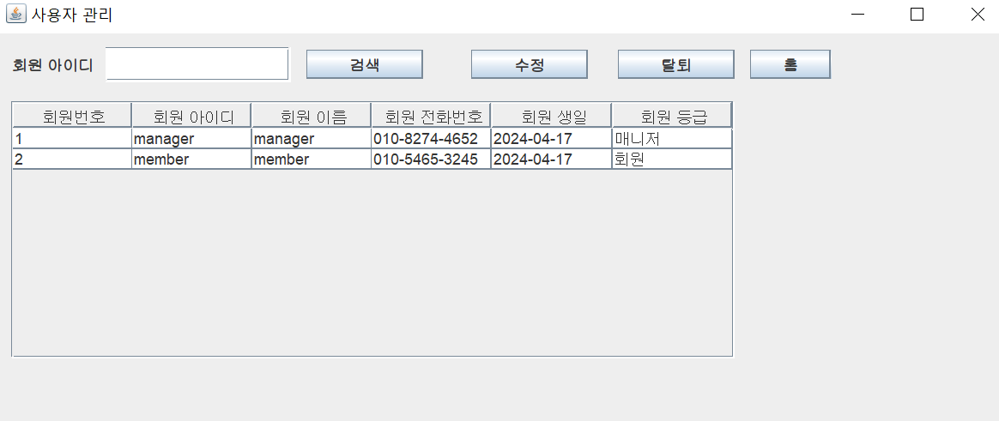 사용자 관리
회원 아이디 검색 수정 탈퇴 홈
회원번호 회원 아이디 회원 이름 회원 전화번호 회원 생일 회원 등급
1 manager manager 010-8274-4652 2024-04-17 매니저
2 member member 010-5465-3245 2024-04-17 회원